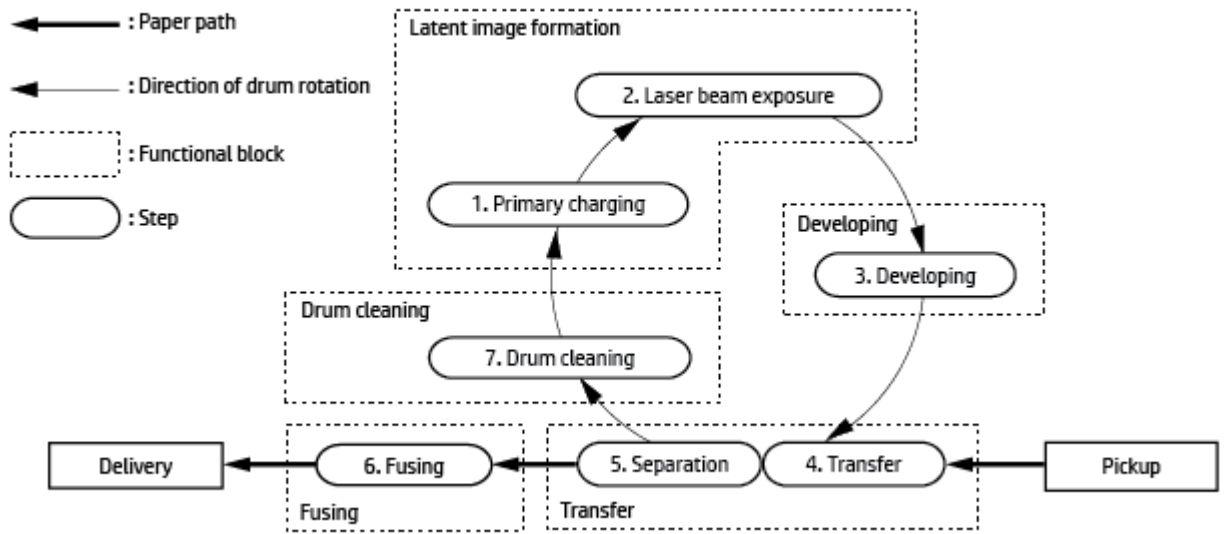 : Paper path
: Direction of drum rotation
: Functional block
: Step
Latent image formation
2. Laser beam exposure
1. Primary charging
Developing
3. Developing
Drum cleaning
7. Drum cleaning
Delivery
6. Fusing
5. Separation
4. Transfer
Pickup
Fusing
Transfer